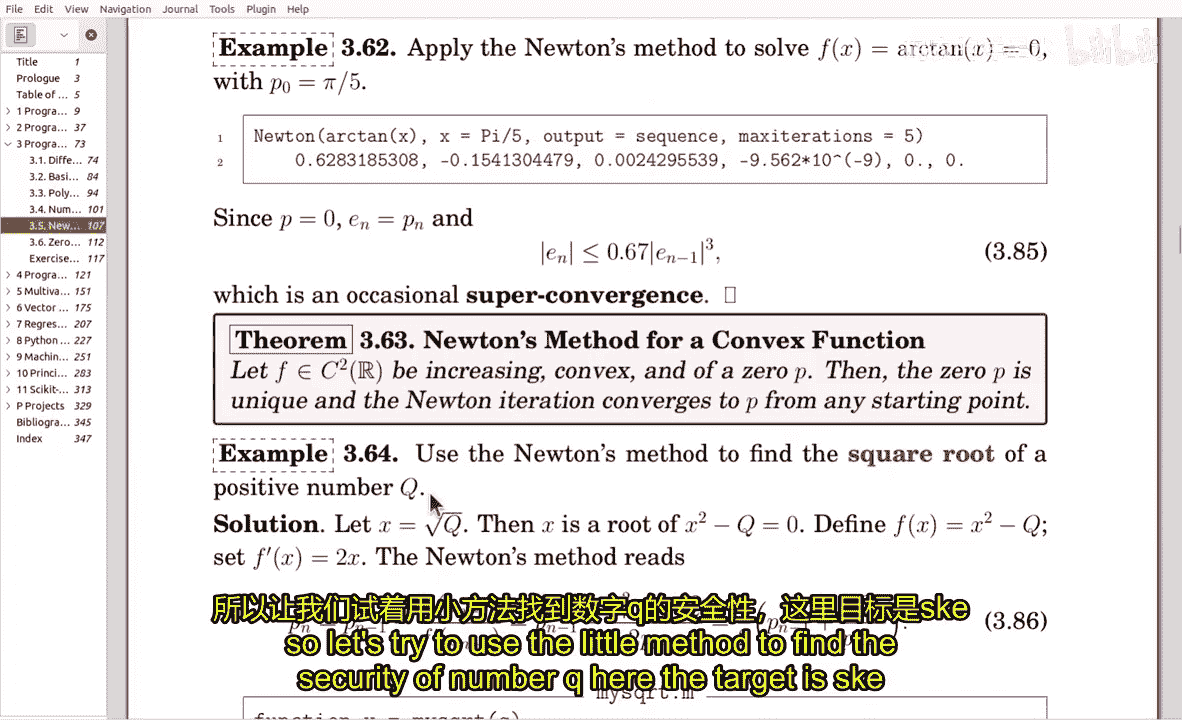 File Edit View Navigation Journal Tools Plugin Help
Title 1
Prologue 3
Table of ... 5
1 Progra... 9
2 Progra... 37
3 Progra... 73
3.1. Diffe... 74
3.2. Basi... 84
3.3. Poly... 94
3.4. Num... 101
3.5. New... 107
3.6. Zero... 112
Exercise... 117
4 Progra... 121
5 Multiva... 151
6 Vector ... 175
7 Regres... 207
8 Python ... 227
9 Machin... 251
10 Princi... 283
11 Scikit-... 313
P Projects 329
Bibliogra... 345
Index 347
Example 3.62. Apply the Newton's method to solve f(x) = arctan(x) = 0,
with p₀ = π/5.
1 Newton(arctan(x), x = Pi/5, output = sequence, maxiterations = 5)
2 0.6283185308, -0.1541304479, 0.0024295539, -9.562*10^(-9), 0., 0.
Since p = 0, eₙ = pₙ and
|eₙ| ≤ 0.67|eₙ₋₁|³, (3.85)
which is an occasional super-convergence. □
Theorem 3.63. Newton's Method for a Convex Function
Let f ∈ C²(ℝ) be increasing, convex, and of a zero p. Then, the zero p is
unique and the Newton iteration converges to p from any starting point.
Example 3.64. Use the Newton's method to find the square root of a
positive number Q.
Solution. Let x = √Q. Then x is a root of x² − Q = 0. Define f(x) = x² − Q;
set f′(x) = 2x. The Newton's method reads
(3.86)
所以让我们试着用小方法找到数字q的安全性，这里目标是ske
so let's try to use the little method to find the
security of number q here the target is ske
mysqrt.m
function x = mysqrt(q)